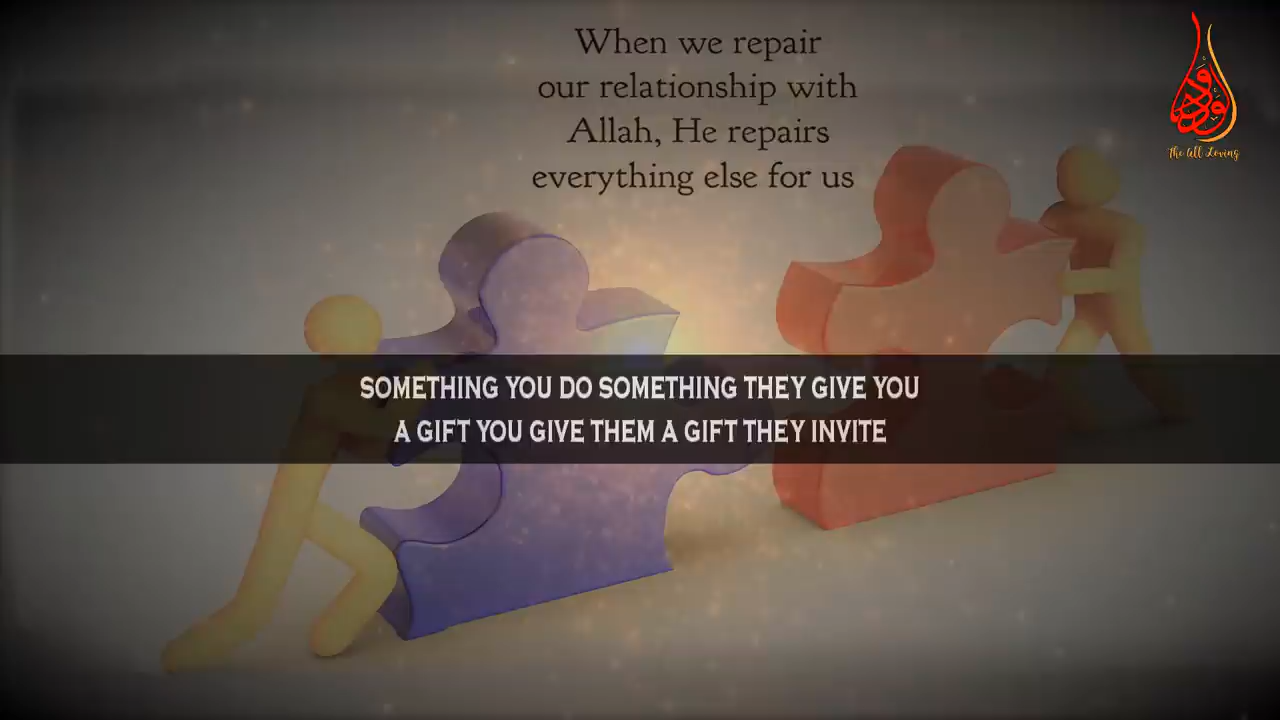 When we repair
our relationship with
Allah, He repairs
everything else for us
الودود
The All Loving
SOMETHING YOU DO SOMETHING THEY GIVE YOU
A GIFT YOU GIVE THEM A GIFT THEY INVITE